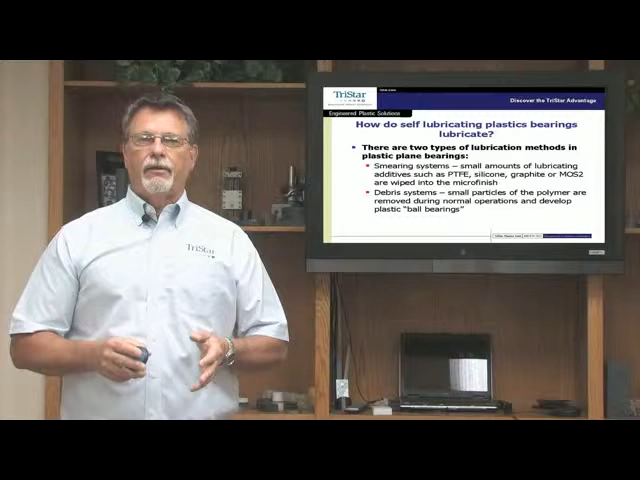 TriStar
Discover the TriStar Advantage
Engineered Plastic Solutions
How do self lubricating plastics bearings
lubricate?
There are two types of lubrication methods in
plastic plane bearings:
Smearing systems – small amounts of lubricating
additives such as PTFE, silicone, graphite or MOS2
are wiped into the microfinish
Debris systems – small particles of the polymer are
removed during normal operations and develop
plastic “ball bearings”
TriStar